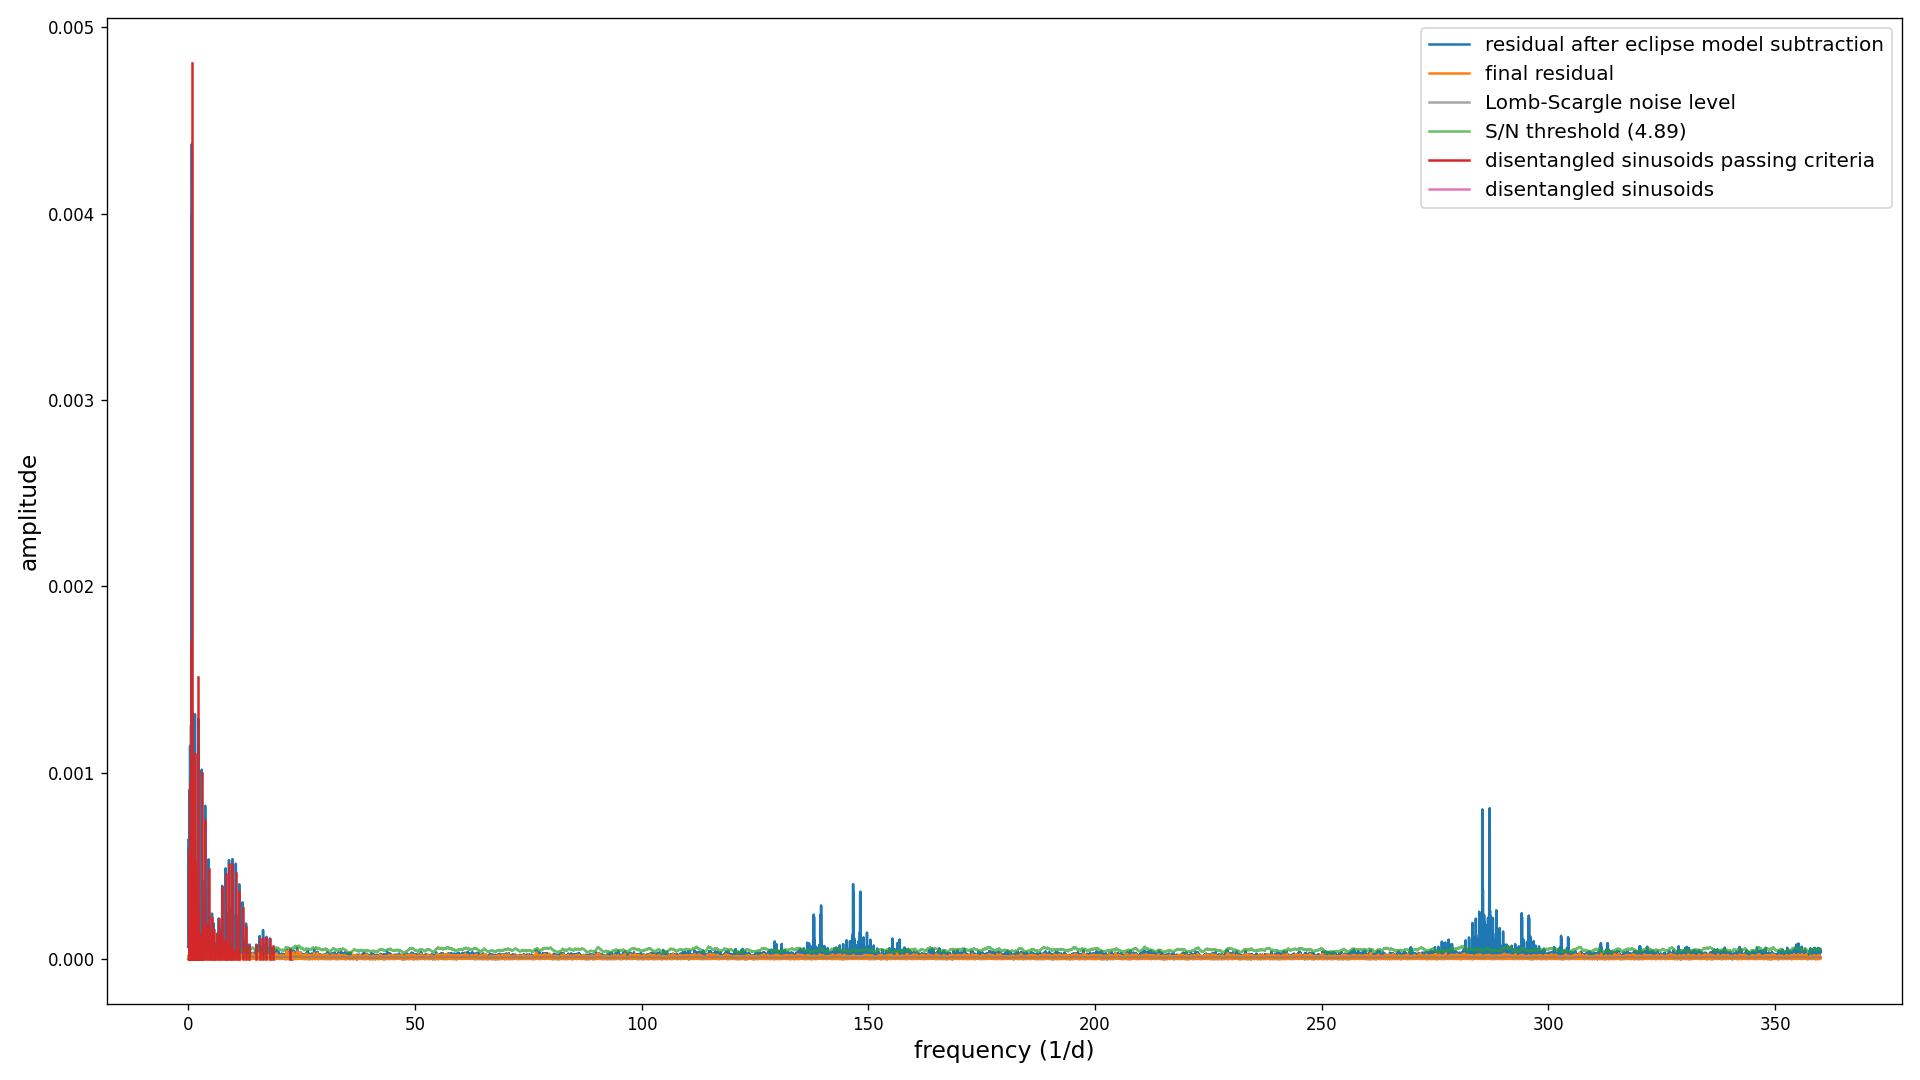 0.005
0.004
0.003
0.002
0.001
0.000
amplitude
0
50
100
150
200
250
300
350
frequency (1/d)
residual after eclipse model subtraction
final residual
Lomb-Scargle noise level
S/N threshold (4.89)
disentangled sinusoids passing criteria
disentangled sinusoids